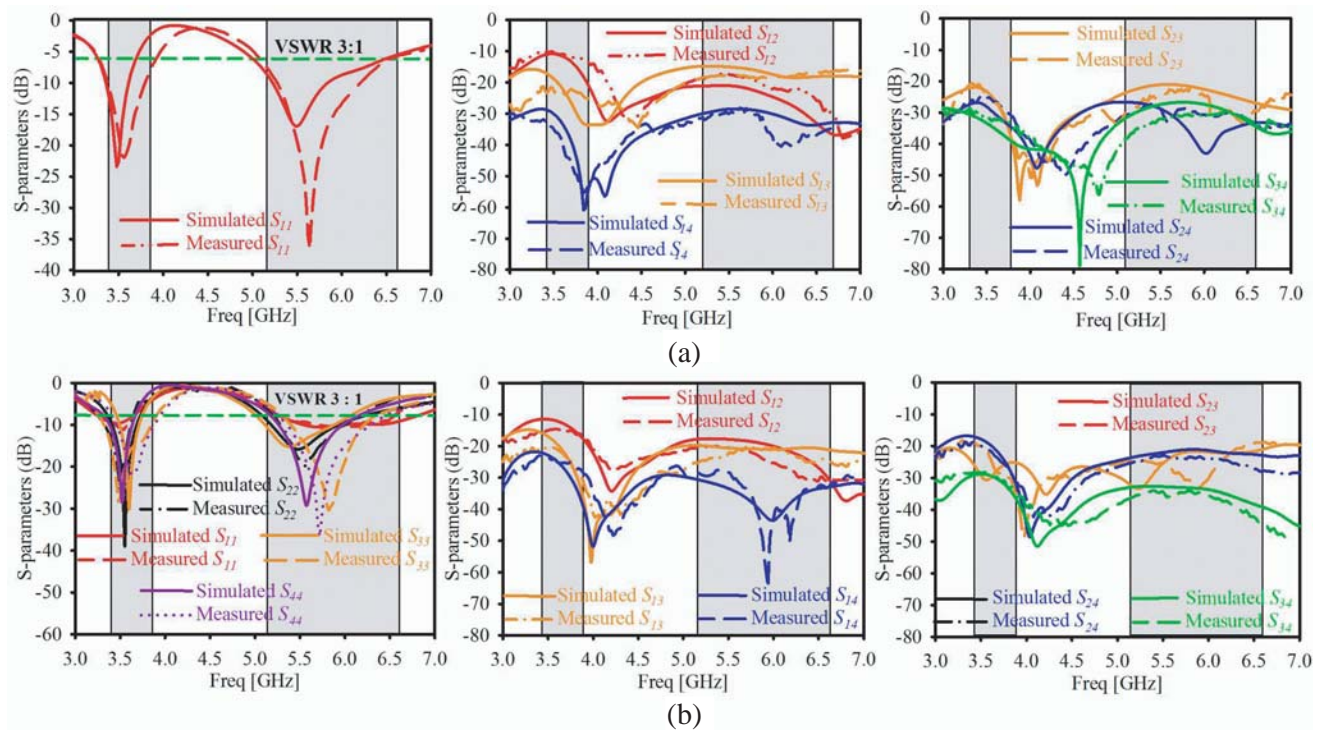 S-parameters (dB)
0
-5
-10
-15
-20
-25
-30
-35
-40
VSWR 3:1
Simulated S11
Measured S11
3.0 3.5 4.0 4.5 5.0 5.5 6.0 6.5 7.0
Freq [GHz]
S-parameters (dB)
0
-10
-20
-30
-40
-50
-60
-70
-80
Simulated S12
Measured S12
Simulated S13
Measured S13
Simulated S14
Measured S14
3.0 3.5 4.0 4.5 5.0 5.5 6.0 6.5 7.0
Freq [GHz]
S-parameters (dB)
0
-10
-20
-30
-40
-50
-60
-70
-80
Simulated S23
Measured S23
Simulated S34
Measured S34
Simulated S24
Measured S24
3.0 3.5 4.0 4.5 5.0 5.5 6.0 6.5 7.0
Freq [GHz]
(a)
S-parameters (dB)
0
-10
-20
-30
-40
-50
-60
VSWR 3 : 1
Simulated S22
Measured S22
Simulated S11 Simulated S33
Measured S11 Measured S33
Simulated S44
Measured S44
3.0 3.5 4.0 4.5 5.0 5.5 6.0 6.5 7.0
Freq [GHz]
S-parameters (dB)
0
-10
-20
-30
-40
-50
-60
-70
-80
Simulated S12
Measured S12
Simulated S13 Simulated S14
Measured S13 Measured S14
3.0 3.5 4.0 4.5 5.0 5.5 6.0 6.5 7.0
Freq [GHz]
S-parameters (dB)
0
-10
-20
-30
-40
-50
-60
-70
-80
Simulated S23
Measured S23
Simulated S24 Simulated S34
Measured S24 Measured S34
3.0 3.5 4.0 4.5 5.0 5.5 6.0 6.5 7.0
Freq [GHz]
(b)